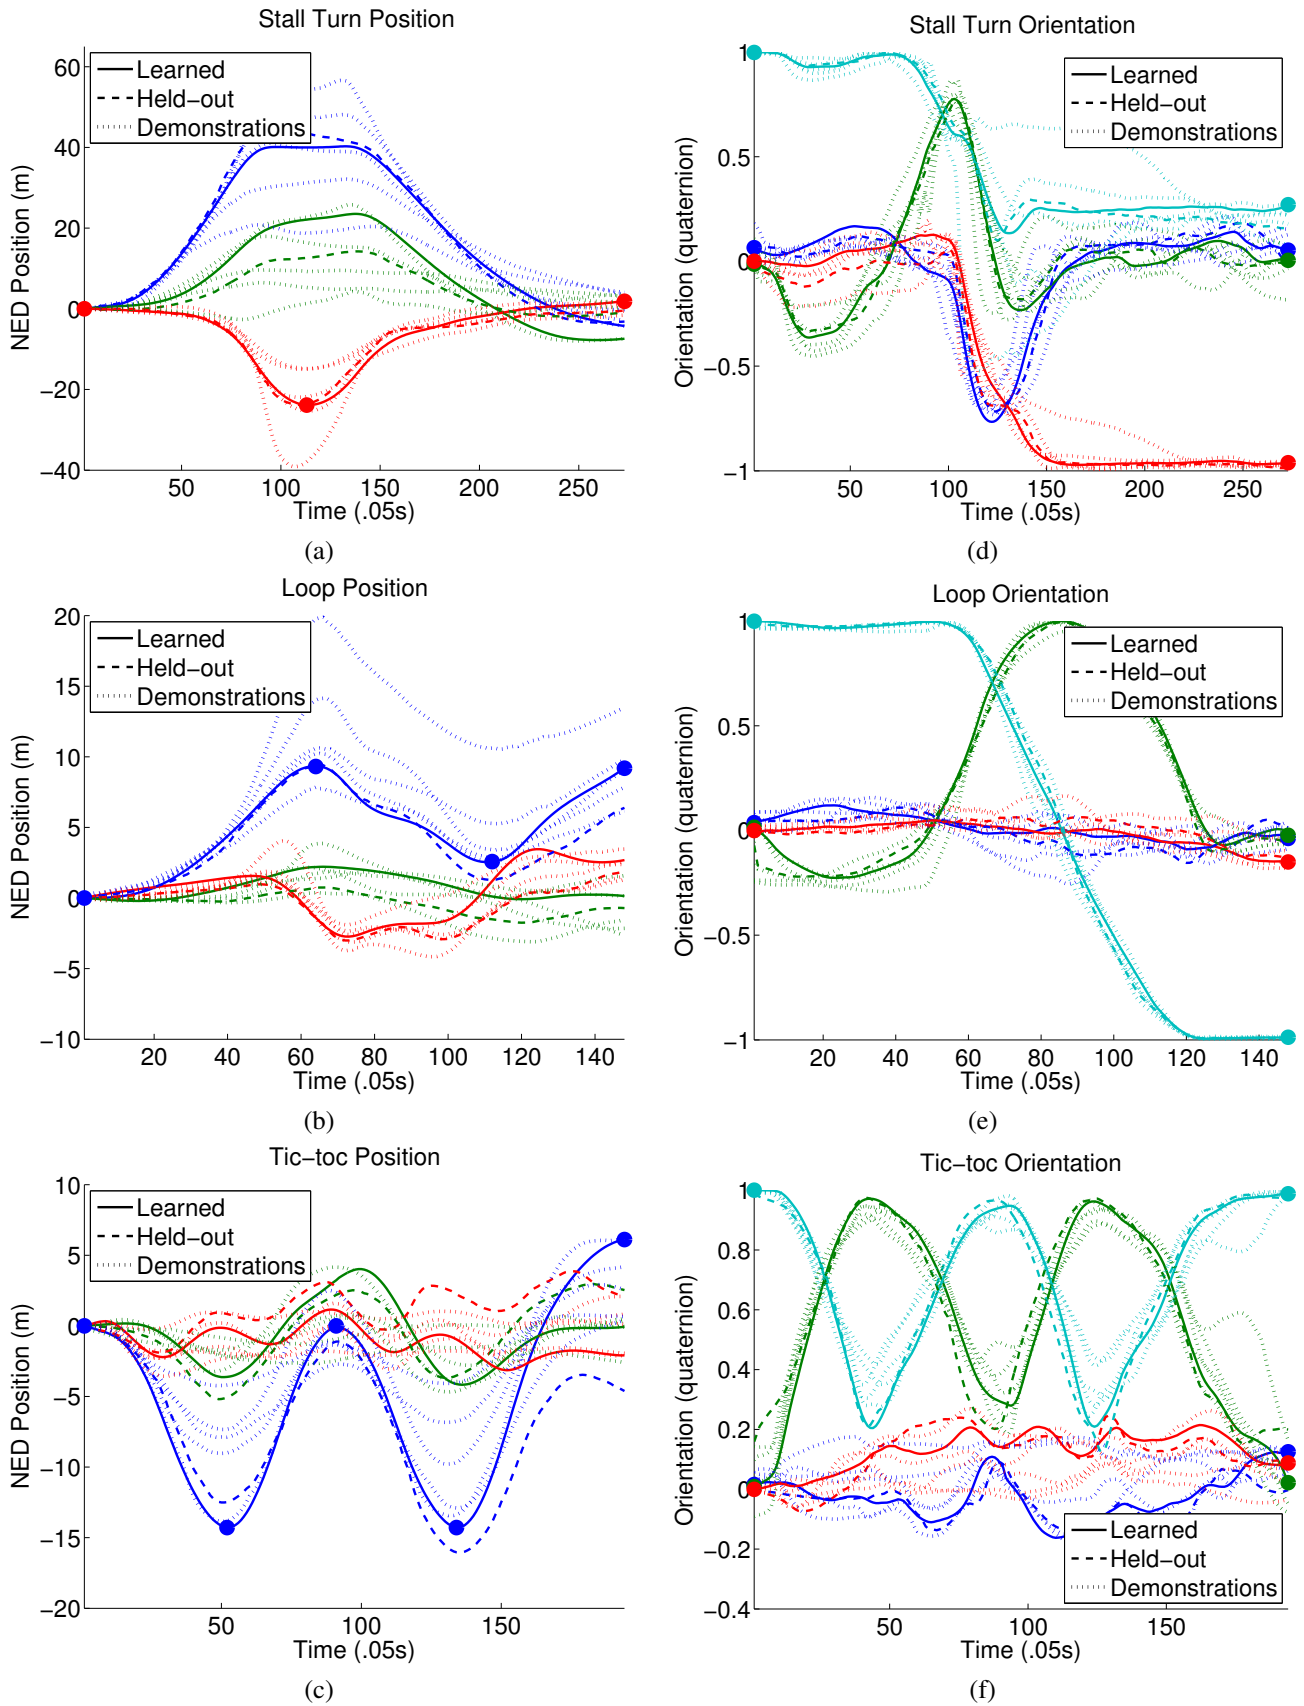 Stall Turn Position
60
40
20
0
−20
−40
NED Position (m)
Learned
Held−out
Demonstrations
50 100 150 200 250
Time (.05s)
(a)
Stall Turn Orientation
1
0.5
0
−0.5
−1
Orientation (quaternion)
Learned
Held−out
Demonstrations
50 100 150 200 250
Time (.05s)
(d)
Loop Position
20
15
10
5
0
−5
−10
NED Position (m)
Learned
Held−out
Demonstrations
20 40 60 80 100 120 140
Time (.05s)
(b)
Loop Orientation
1
0.5
0
−0.5
−1
Orientation (quaternion)
Learned
Held−out
Demonstrations
20 40 60 80 100 120 140
Time (.05s)
(e)
Tic−toc Position
10
5
0
−5
−10
−15
−20
NED Position (m)
Learned
Held−out
Demonstrations
50 100 150
Time (.05s)
(c)
Tic−toc Orientation
1
0.8
0.6
0.4
0.2
0
−0.2
−0.4
Orientation (quaternion)
Learned
Held−out
Demonstrations
50 100 150
Time (.05s)
(f)